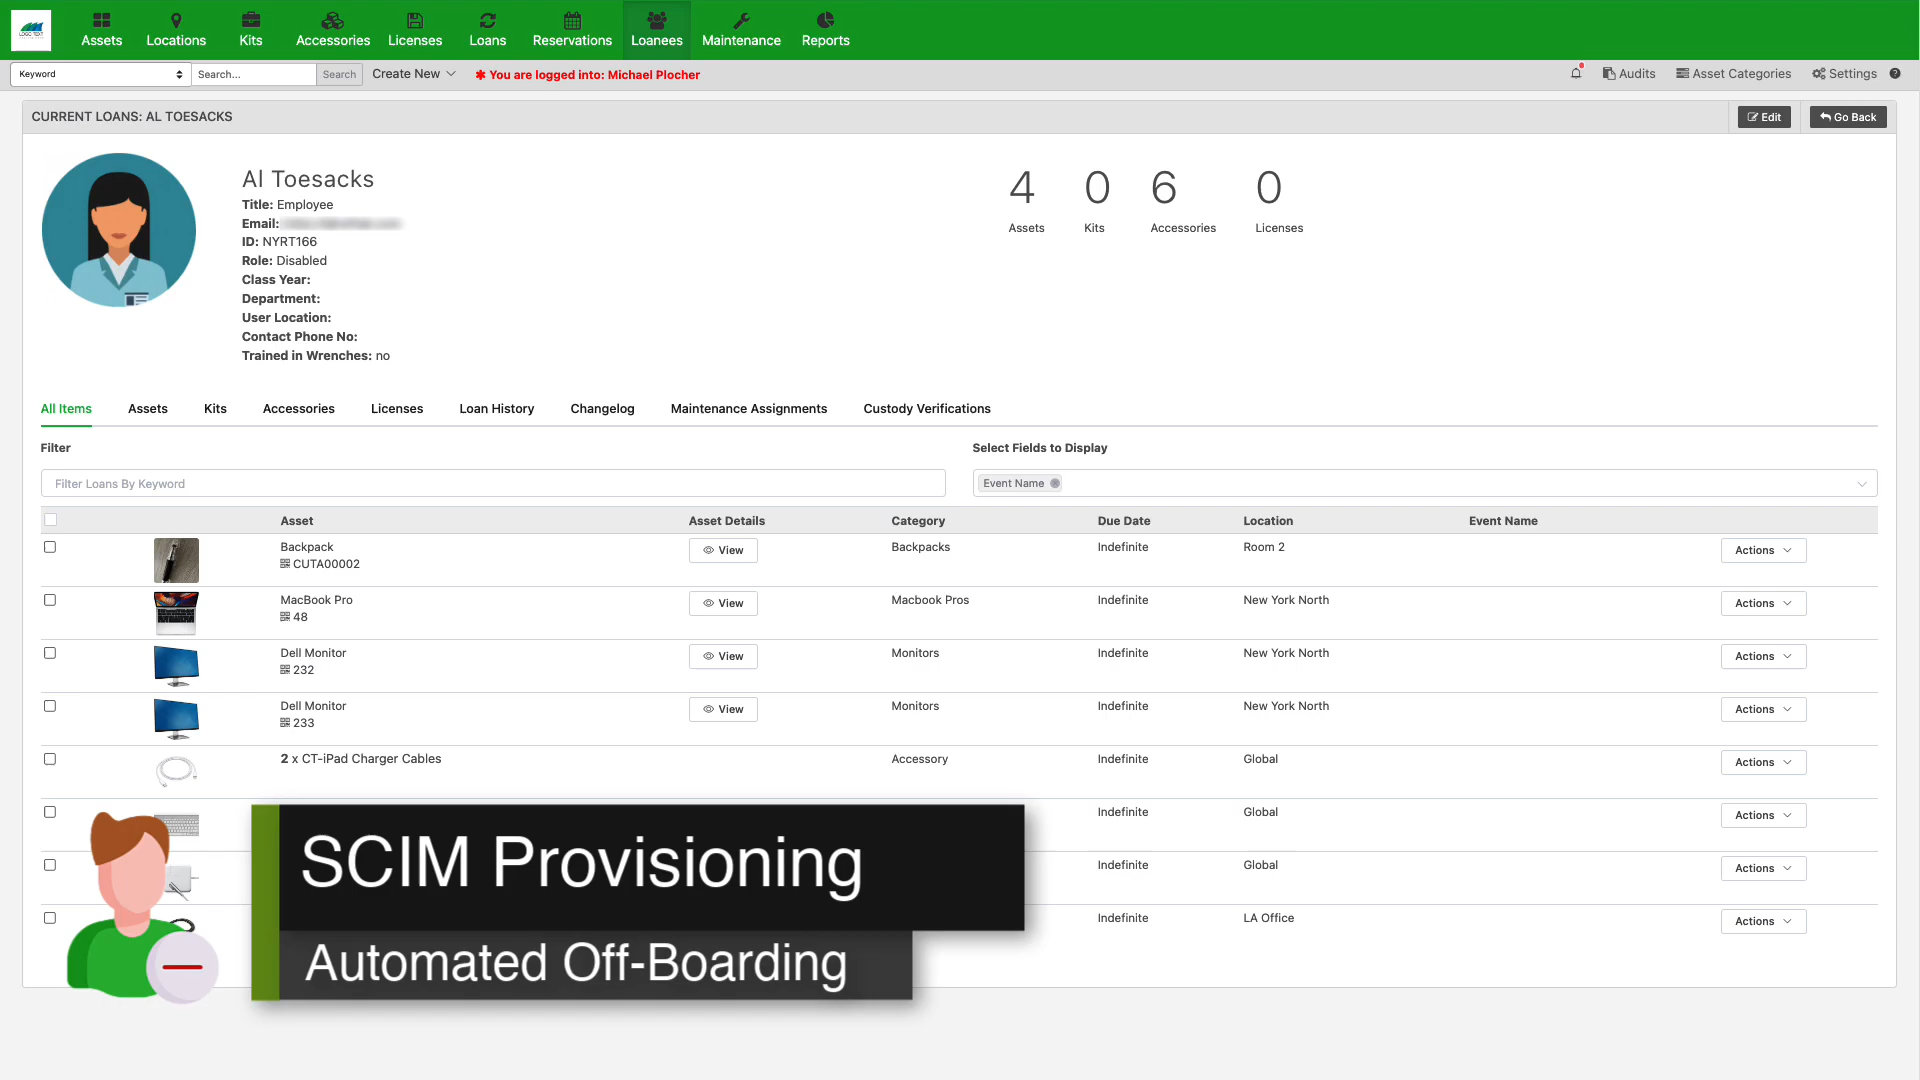 LOGO TEXT
Assets
Locations
Kits
Accessories
Licenses
Loans
Reservations
Loanees
Maintenance
Reports
Keyword
Search...
Search
Create New
✱ You are logged into: Michael Plocher
Audits
Asset Categories
Settings
CURRENT LOANS: AL TOESACKS
Edit
Go Back
Al Toesacks
Title: Employee
Email:
ID: NYRT166
Role: Disabled
Class Year:
Department:
User Location:
Contact Phone No:
Trained in Wrenches: no
4 0 6 0
Assets Kits Accessories Licenses
All Items Assets Kits Accessories Licenses Loan History Changelog Maintenance Assignments Custody Verifications
Filter
Select Fields to Display
Filter Loans By Keyword
Event Name
Asset Asset Details Category Due Date Location Event Name
Backpack View Backpacks Indefinite Room 2 Actions
CUTA00002
MacBook Pro View Macbook Pros Indefinite New York North Actions
48
Dell Monitor View Monitors Indefinite New York North Actions
232
Dell Monitor View Monitors Indefinite New York North Actions
233
2 x CT-iPad Charger Cables Accessory Indefinite Global Actions
Indefinite Global Actions
Indefinite Global Actions
Indefinite LA Office Actions
SCIM Provisioning
Automated Off-Boarding